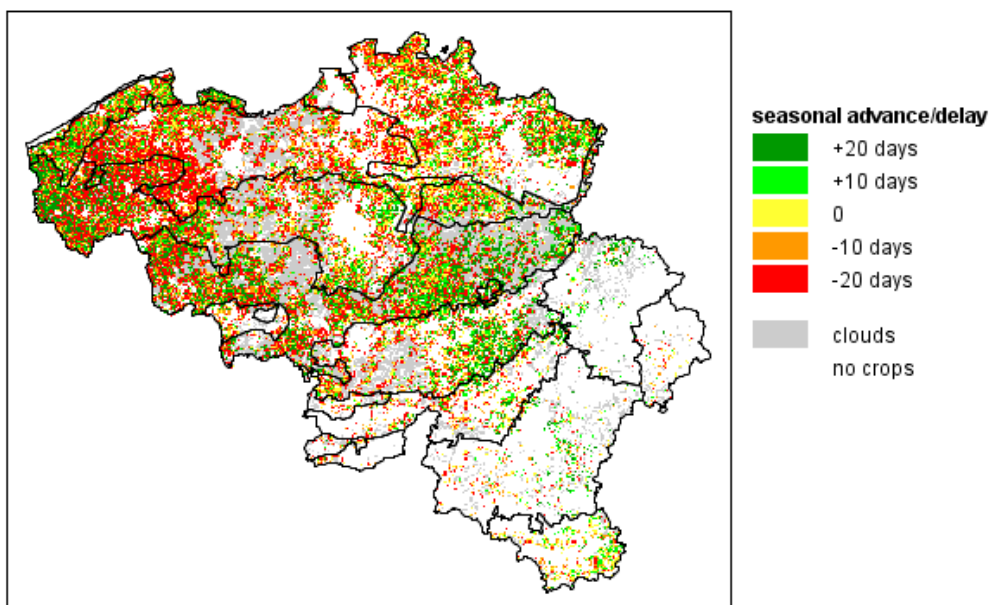 seasonal advance/delay
+20 days
+10 days
0
-10 days
-20 days
clouds
no crops